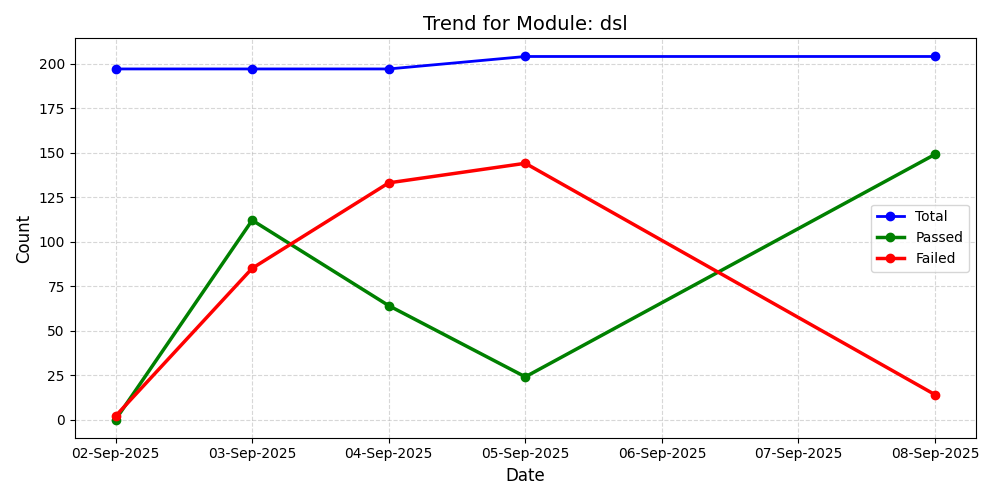 Trend for Module: dsl
200
175
150
125
100
75
50
25
0
Count
Total
Passed
Failed
02-Sep-2025 03-Sep-2025 04-Sep-2025 05-Sep-2025 06-Sep-2025 07-Sep-2025 08-Sep-2025
Date